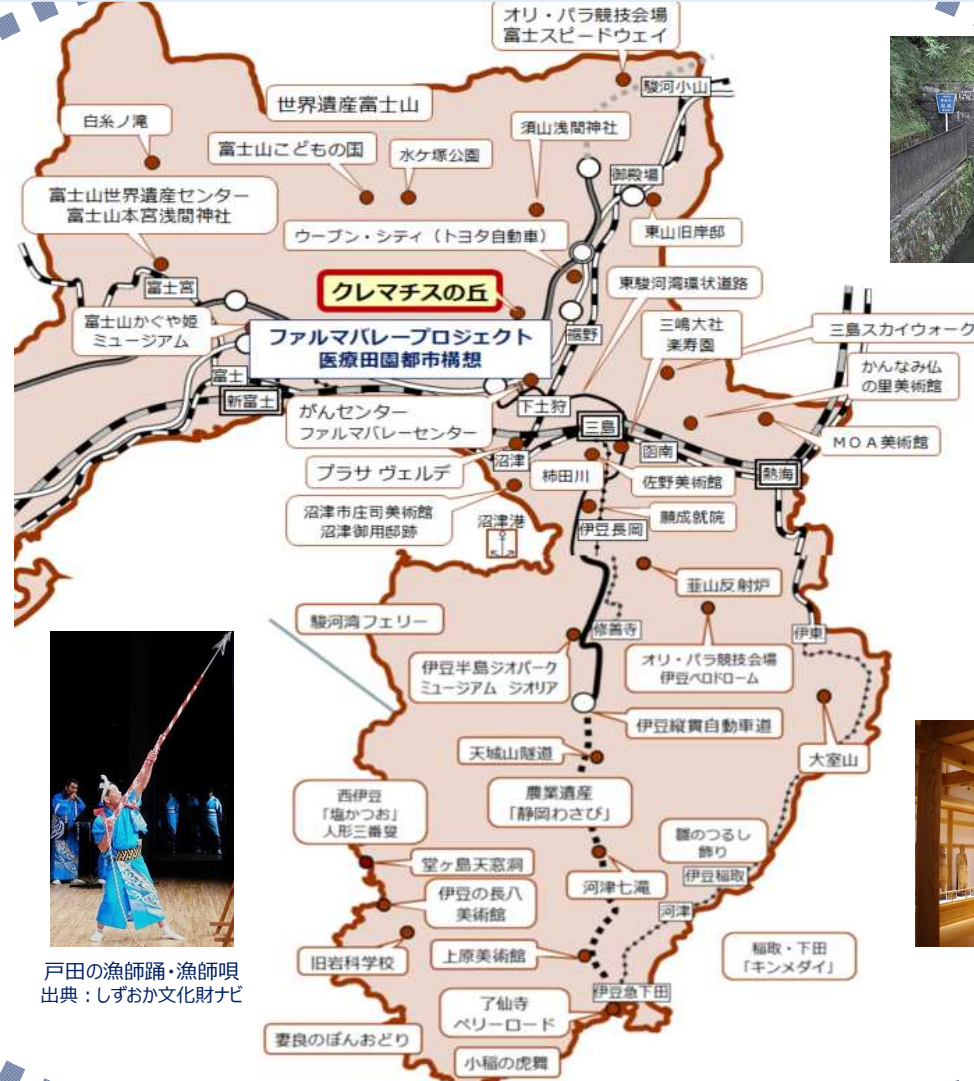 オリ・パラ競技会場
富士スピードウェイ
駿河小山
世界遺産富士山
白糸ノ滝
須山浅間神社
富士山こどもの国
水ケ塚公園
御殿場
富士山世界遺産センター
富士山本宮浅間神社
ウーブン・シティ（トヨタ自動車）
東山旧岸邸
富士宮
クレマチスの丘
東駿河湾環状道路
富士山かぐや姫
ミュージアム
ファルマバレープロジェクト
医療田園都市構想
裾野
三嶋大社
楽寿園
三島スカイウォーク
富士
新富士
かんなみ仏
の里美術館
がんセンター
ファルマバレーセンター
下土狩
三島
MOA美術館
プラサ ヴェルデ
沼津
柿田川
函南
佐野美術館
熱海
沼津市庄司美術館
沼津御用邸跡
沼津港
願成就院
伊豆長岡
韮山反射炉
駿河湾フェリー
修善寺
伊東
伊豆半島ジオパーク
ミュージアム ジオリア
オリ・パラ競技会場
伊豆ベロドローム
伊豆縦貫自動車道
天城山隧道
大室山
西伊豆
「塩かつお」
人形三番叟
農業遺産
「静岡わさび」
雛のつるし
飾り
堂ヶ島天窓洞
河津七滝
伊豆稲取
伊豆の長八
美術館
河津
旧岩科学校
上原美術館
稲取・下田
「キンメダイ」
戸田の漁師踊・漁師唄
出典：しずおか文化財ナビ
伊豆急下田
了仙寺
ペリーロード
妻良のぼんおどり
小稲の虎舞